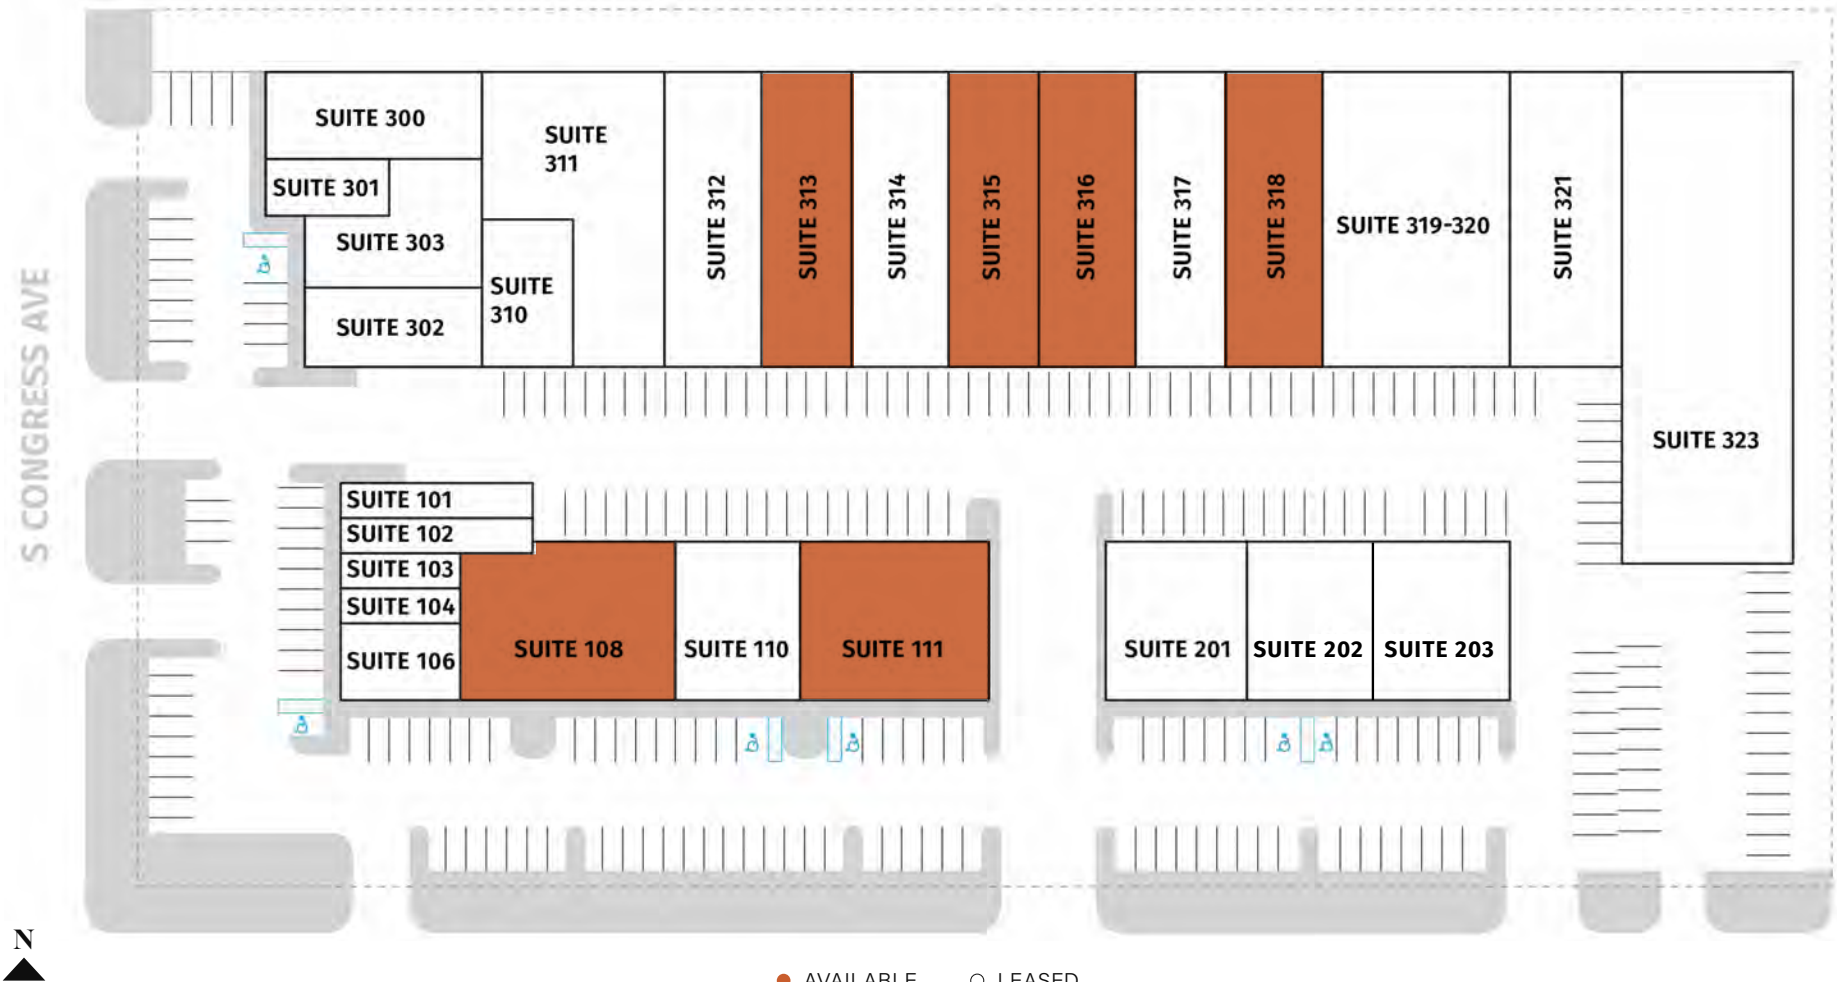 SUITE 300
SUITE 301
SUITE 303
SUITE 302
SUITE
311
SUITE
310
SUITE 312
SUITE 313
SUITE 314
SUITE 315
SUITE 316
SUITE 317
SUITE 318
SUITE 319-320
SUITE 321
SUITE 323
S CONGRESS AVE
SUITE 101
SUITE 102
SUITE 103
SUITE 104
SUITE 106
SUITE 108
SUITE 110
SUITE 111
SUITE 201
SUITE 202
SUITE 203
N
AVAILABLE
LEASED